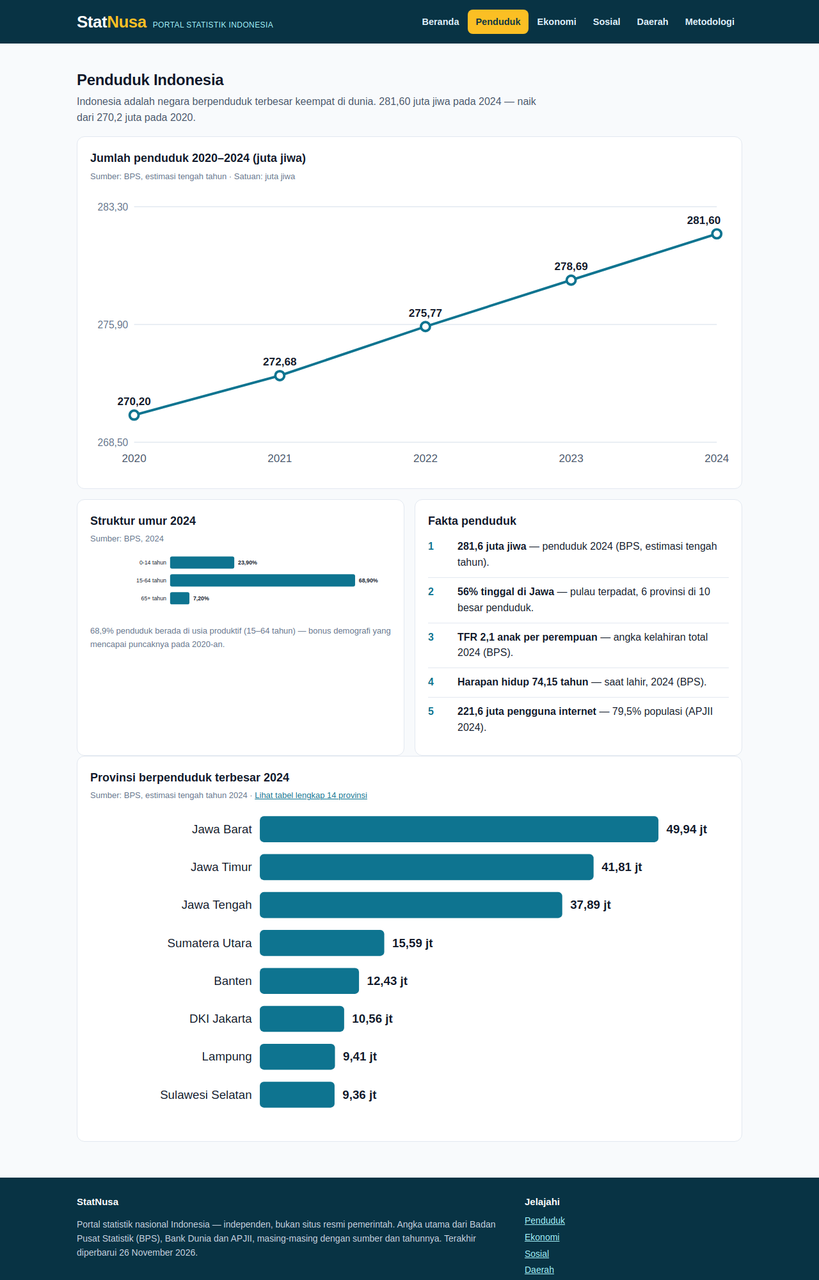 StatNusa PORTAL STATISTIK INDONESIA
Beranda Penduduk Ekonomi Sosial Daerah Metodologi
Penduduk Indonesia
Indonesia adalah negara berpenduduk terbesar keempat di dunia. 281,60 juta jiwa pada 2024 — naik
dari 270,2 juta pada 2020.
Jumlah penduduk 2020–2024 (juta jiwa)
Sumber: BPS, estimasi tengah tahun · Satuan: juta jiwa
283,30
281,60
278,69
275,90
275,77
272,68
270,20
268,50
2020 2021 2022 2023 2024
Struktur umur 2024
Sumber: BPS, 2024
0-14 tahun 23,90%
15-64 tahun 68,90%
65+ tahun 7,20%
68,9% penduduk berada di usia produktif (15–64 tahun) — bonus demografi yang
mencapai puncaknya pada 2020-an.
Fakta penduduk
1 281,6 juta jiwa — penduduk 2024 (BPS, estimasi tengah
tahun).
2 56% tinggal di Jawa — pulau terpadat, 6 provinsi di 10
besar penduduk.
3 TFR 2,1 anak per perempuan — angka kelahiran total
2024 (BPS).
4 Harapan hidup 74,15 tahun — saat lahir, 2024 (BPS).
5 221,6 juta pengguna internet — 79,5% populasi (APJII
2024).
Provinsi berpenduduk terbesar 2024
Sumber: BPS, estimasi tengah tahun 2024 · Lihat tabel lengkap 14 provinsi
Jawa Barat 49,94 jt
Jawa Timur 41,81 jt
Jawa Tengah 37,89 jt
Sumatera Utara 15,59 jt
Banten 12,43 jt
DKI Jakarta 10,56 jt
Lampung 9,41 jt
Sulawesi Selatan 9,36 jt
StatNusa
Portal statistik nasional Indonesia — independen, bukan situs resmi pemerintah. Angka utama dari Badan
Pusat Statistik (BPS), Bank Dunia dan APJII, masing-masing dengan sumber dan tahunnya. Terakhir
diperbarui 26 November 2026.
Jelajahi
Penduduk
Ekonomi
Sosial
Daerah